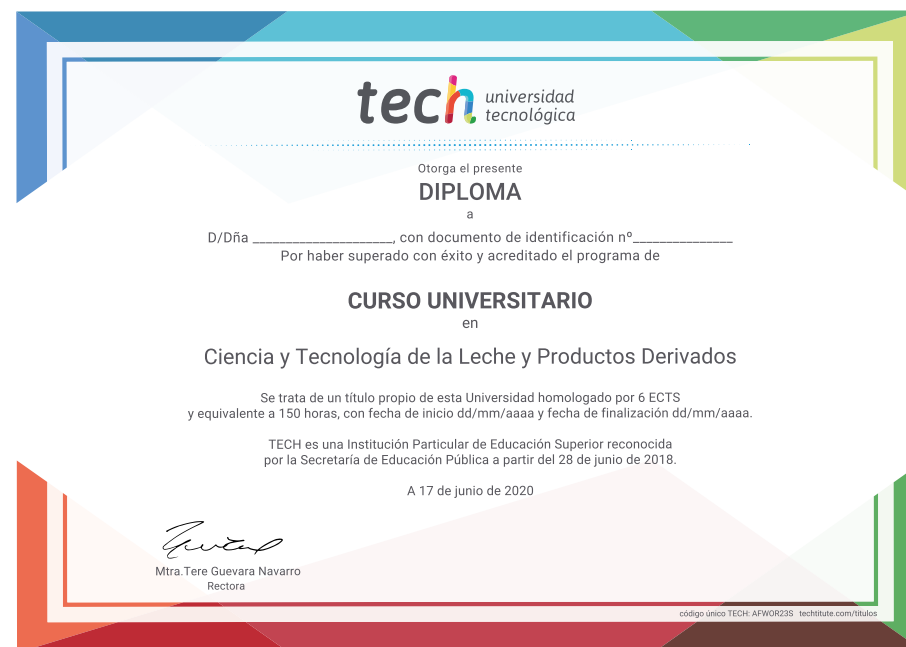 tech universidad
tecnológica
Otorga el presente
DIPLOMA
a
D/Dña ______________________, con documento de identificación nº_______________
Por haber superado con éxito y acreditado el programa de
CURSO UNIVERSITARIO
en
Ciencia y Tecnología de la Leche y Productos Derivados
Se trata de un título propio de esta Universidad homologado por 6 ECTS
y equivalente a 150 horas, con fecha de inicio dd/mm/aaaa y fecha de finalización dd/mm/aaaa.
TECH es una Institución Particular de Educación Superior reconocida
por la Secretaría de Educación Pública a partir del 28 de junio de 2018.
A 17 de junio de 2020
Mtra.Tere Guevara Navarro
Rectora
código único TECH: AFWOR23S techtitute.com/titulos